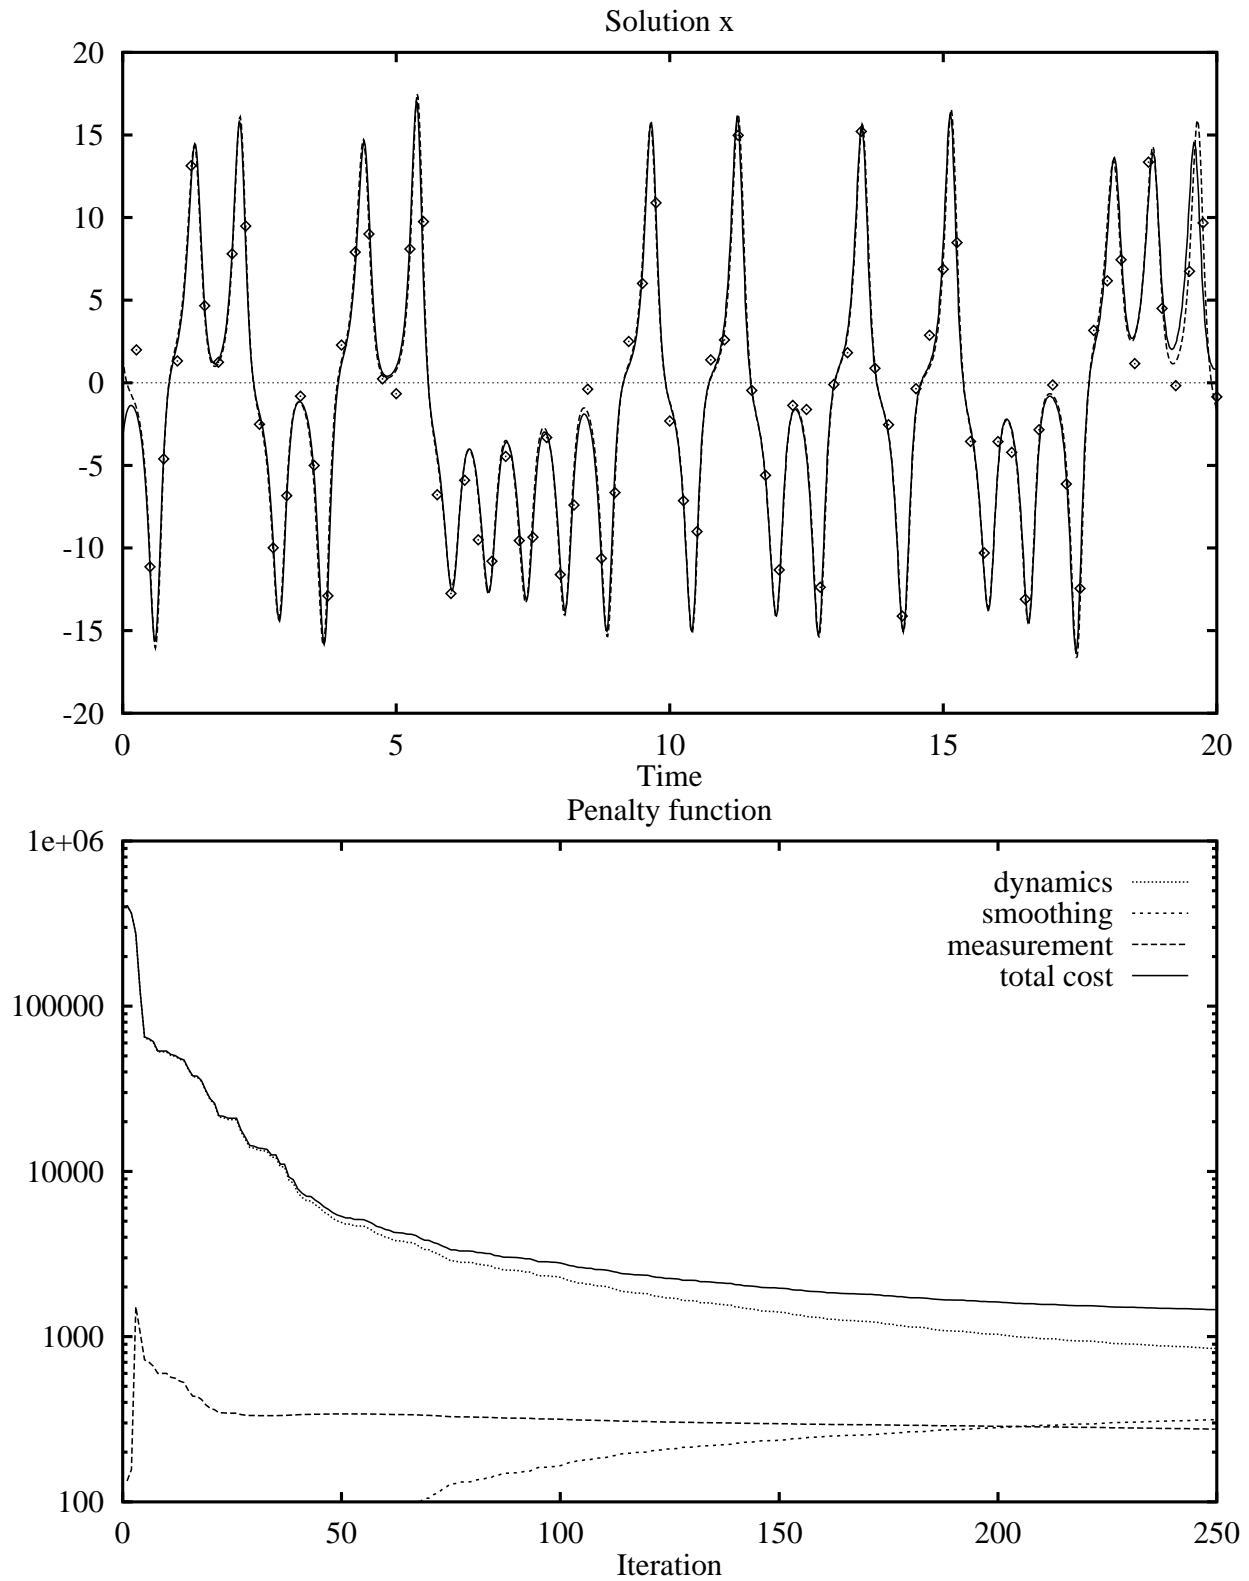 Solution x
20
15
10
5
0
-5
-10
-15
-20
0 5 10 15 20
Time
Penalty function
1e+06
100000
10000
1000
100
dynamics
smoothing
measurement
total cost
0 50 100 150 200 250
Iteration